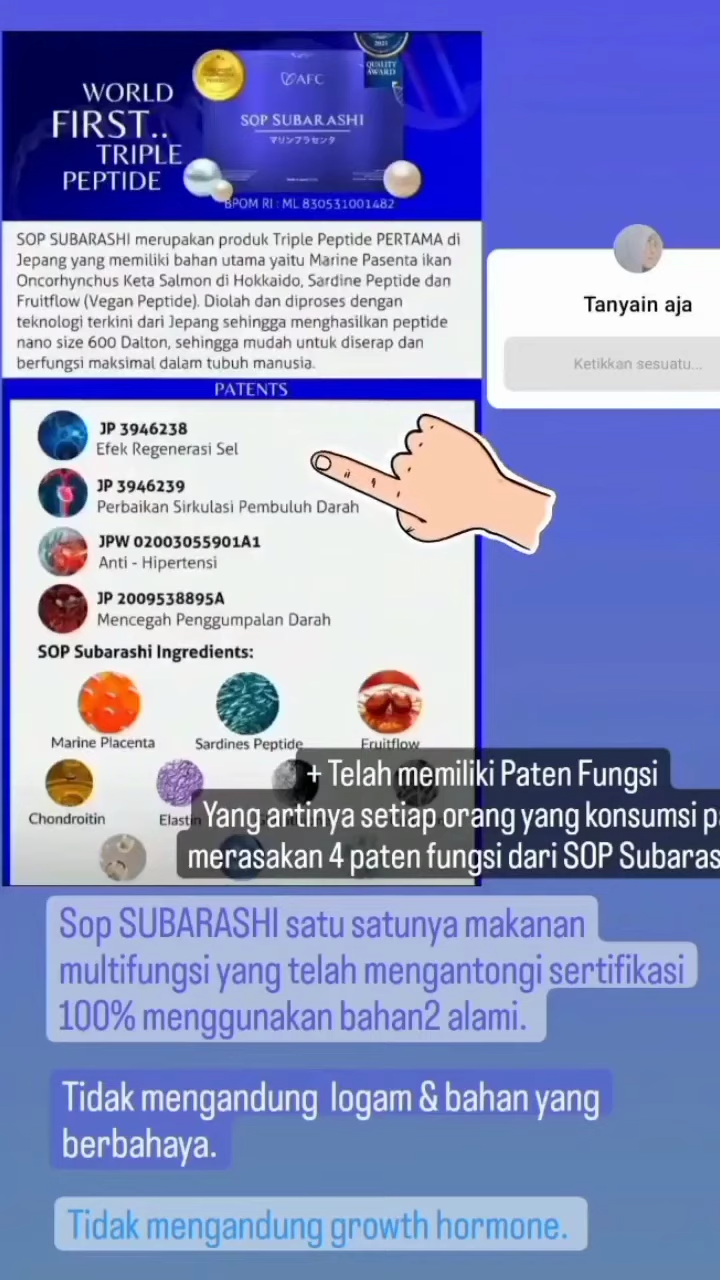 WORLD
FIRST..
TRIPLE
PEPTIDE
2021
QUALITY
AWARD
AFC
SOP SUBARASHI
マリンプラセンタ
BPOM RI : ML 830531001482
SOP SUBARASHI merupakan produk Triple Peptide PERTAMA di
Jepang yang memiliki bahan utama yaitu Marine Pasenta ikan
Oncorhynchus Keta Salmon di Hokkaido, Sardine Peptide dan
Fruitflow (Vegan Peptide). Diolah dan diproses dengan
teknologi terkini dari Jepang sehingga menghasilkan peptide
nano size 600 Dalton, sehingga mudah untuk diserap dan
berfungsi maksimal dalam tubuh manusia.
Tanyain aja
Ketikkan sesuatu...
PATENTS
JP 3946238
Efek Regenerasi Sel
JP 3946239
Perbaikan Sirkulasi Pembuluh Darah
JPW 02003055901A1
Anti - Hipertensi
JP 2009538895A
Mencegah Penggumpalan Darah
SOP Subarashi Ingredients:
Marine Placenta
Sardines Peptide
Fruitflow
Chondroitin
Elastin
+ Telah memiliki Paten Fungsi
Yang artinya setiap orang yang konsumsi pa
merasakan 4 paten fungsi dari SOP Subaras
Sop SUBARASHI satu satunya makanan
multifungsi yang telah mengantongi sertifikasi
100% menggunakan bahan2 alami.
Tidak mengandung logam & bahan yang
berbahaya.
Tidak mengandung growth hormone.